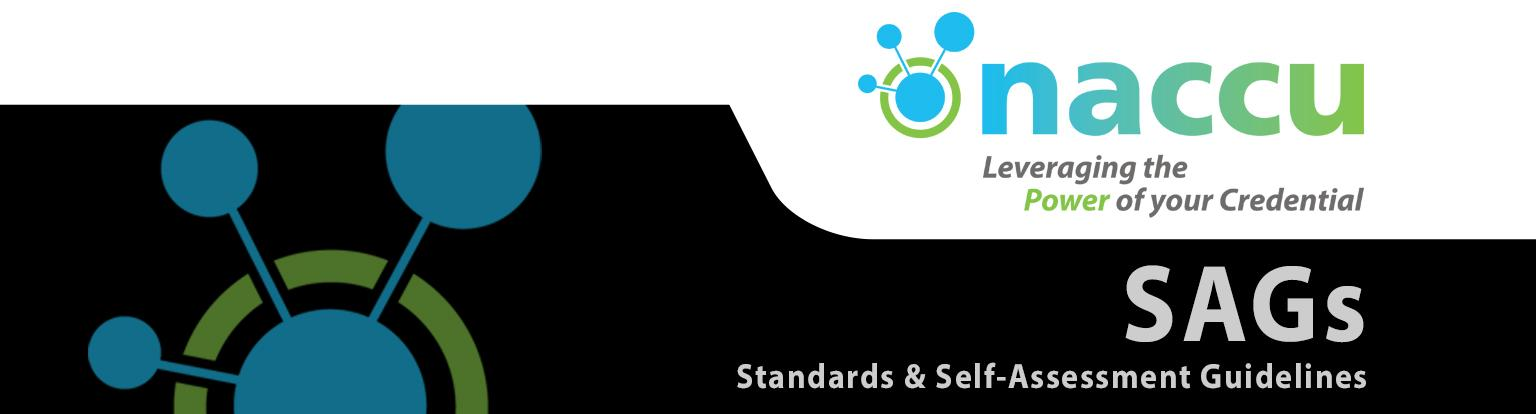 naccu
Leveraging the
Power of your Credential
SAGs
Standards & Self-Assessment Guidelines